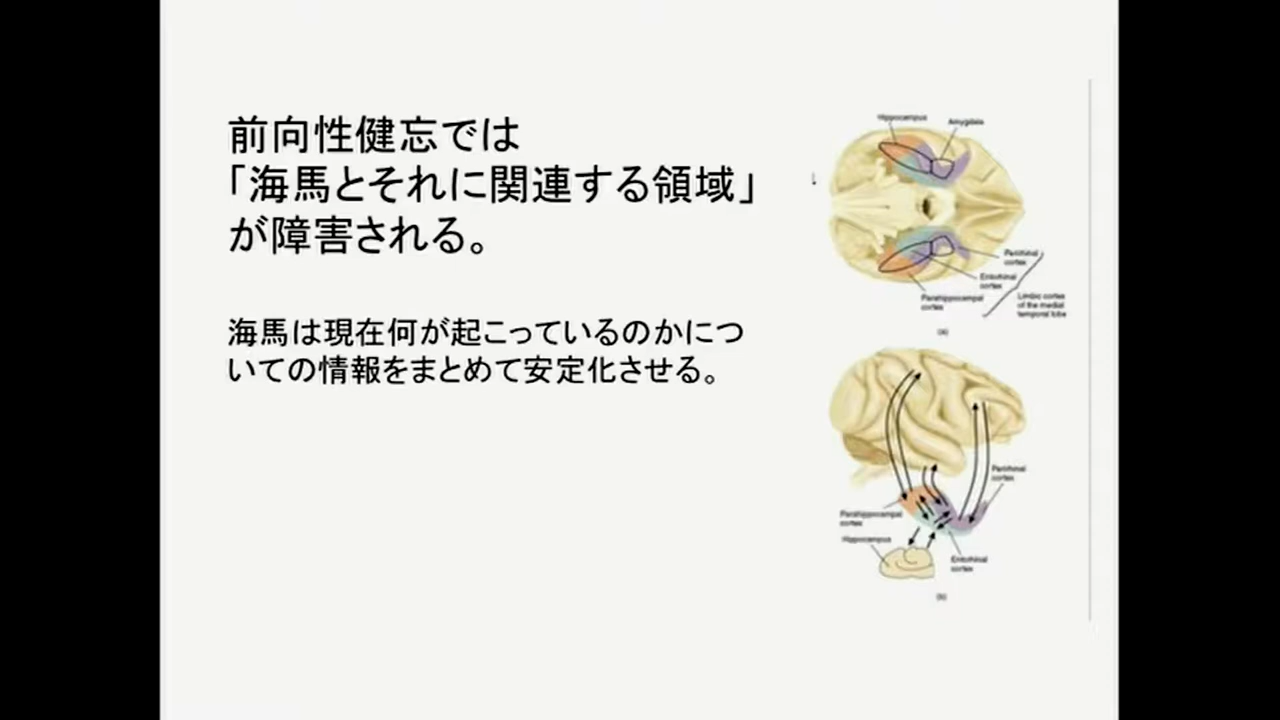 前向性健忘では
「海馬とそれに関連する領域」
が障害される。
海馬は現在何が起こっているのかにつ
いての情報をまとめて安定化させる。
Hippocampus
Amygdala
Perirhinal
cortex
Entorhinal
cortex
Parahippocampal
cortex
Limbic cortex
of the medial
temporal lobe
(a)
Perirhinal
cortex
Parahippocampal
cortex
Hippocampus
Entorhinal
cortex
(b)